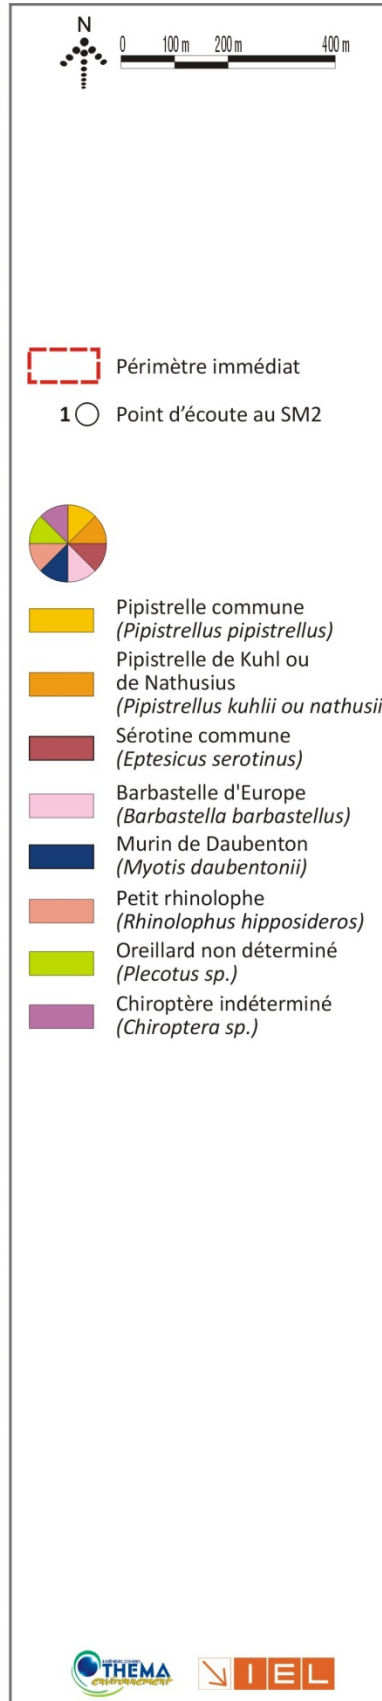 N
0 100 m 200 m 400 m
Périmètre immédiat
1 Point d'écoute au SM2
Pipistrelle commune
(Pipistrellus pipistrellus)
Pipistrelle de Kuhl ou
de Nathusius
(Pipistrellus kuhlii ou nathusii
Sérotine commune
(Eptesicus serotinus)
Barbastelle d'Europe
(Barbastella barbastellus)
Murin de Daubenton
(Myotis daubentonii)
Petit rhinolophe
(Rhinolophus hipposideros)
Oreillard non déterminé
(Plecotus sp.)
Chiroptère indéterminé
(Chiroptera sp.)
THEMA
environnement
IEL